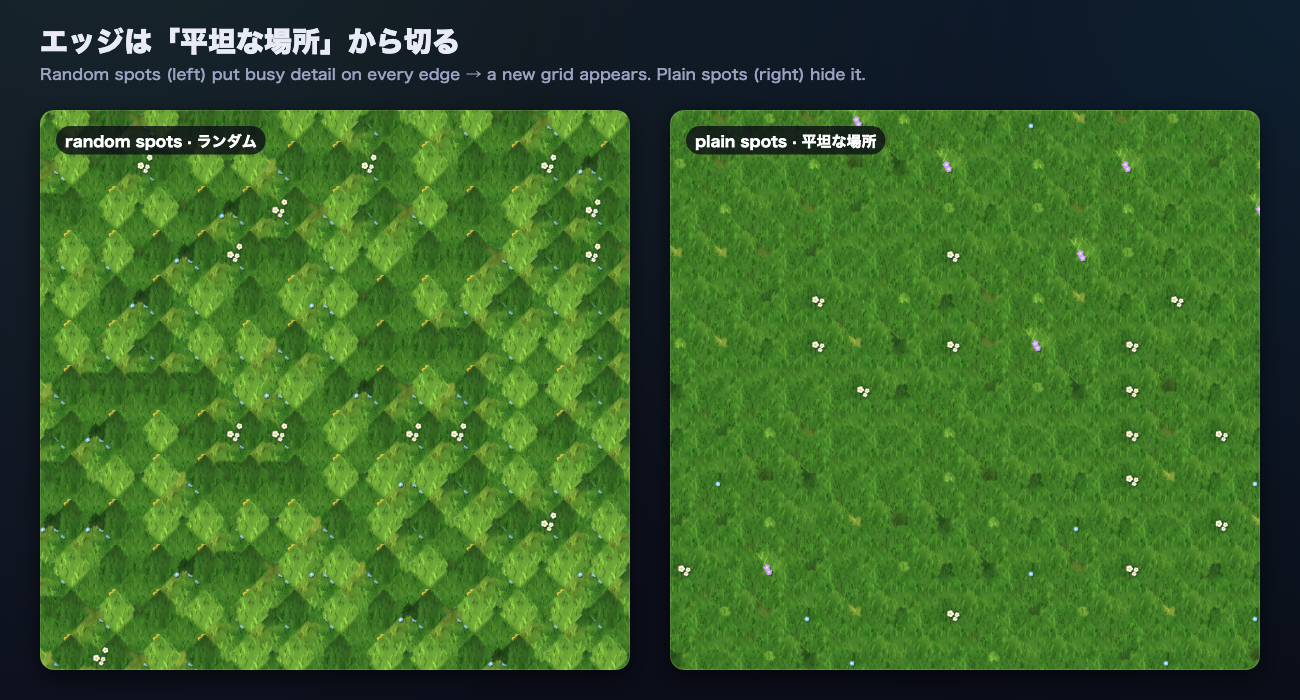 エッジは「平坦な場所」から切る
Random spots (left) put busy detail on every edge → a new grid appears. Plain spots (right) hide it.
random spots · ランダム
plain spots · 平坦な場所